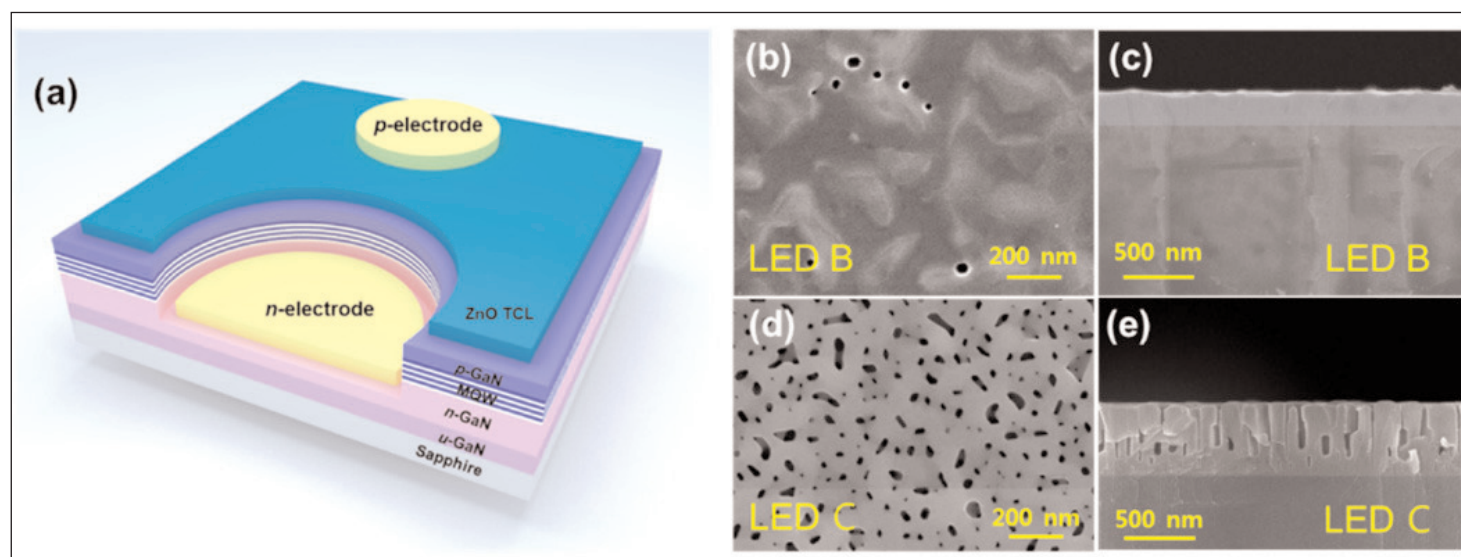 (a)
p-electrode
n-electrode
ZnO TCL
p-GaN
MQW
n-GaN
u-GaN
Sapphire
(b)
LED B
200 nm
(c)
500 nm
LED B
(d)
LED C
200 nm
(e)
500 nm
LED C